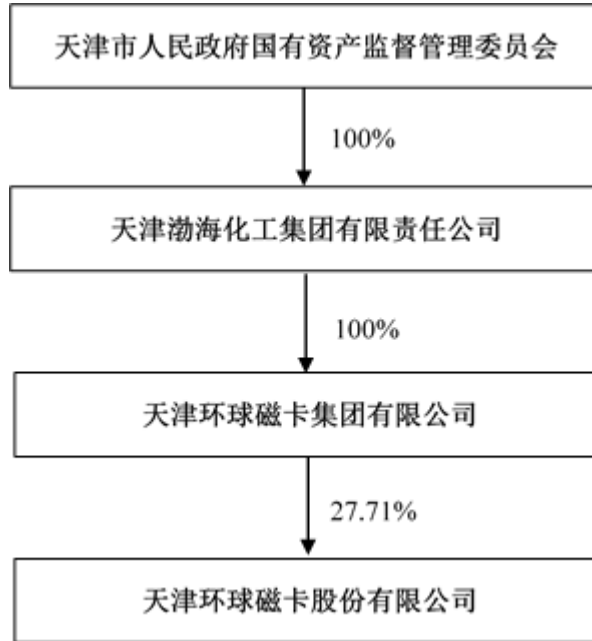 天津市人民政府国有资产监督管理委员会
100%
天津渤海化工集团有限责任公司
100%
天津环球磁卡集团有限公司
27.71%
天津环球磁卡股份有限公司